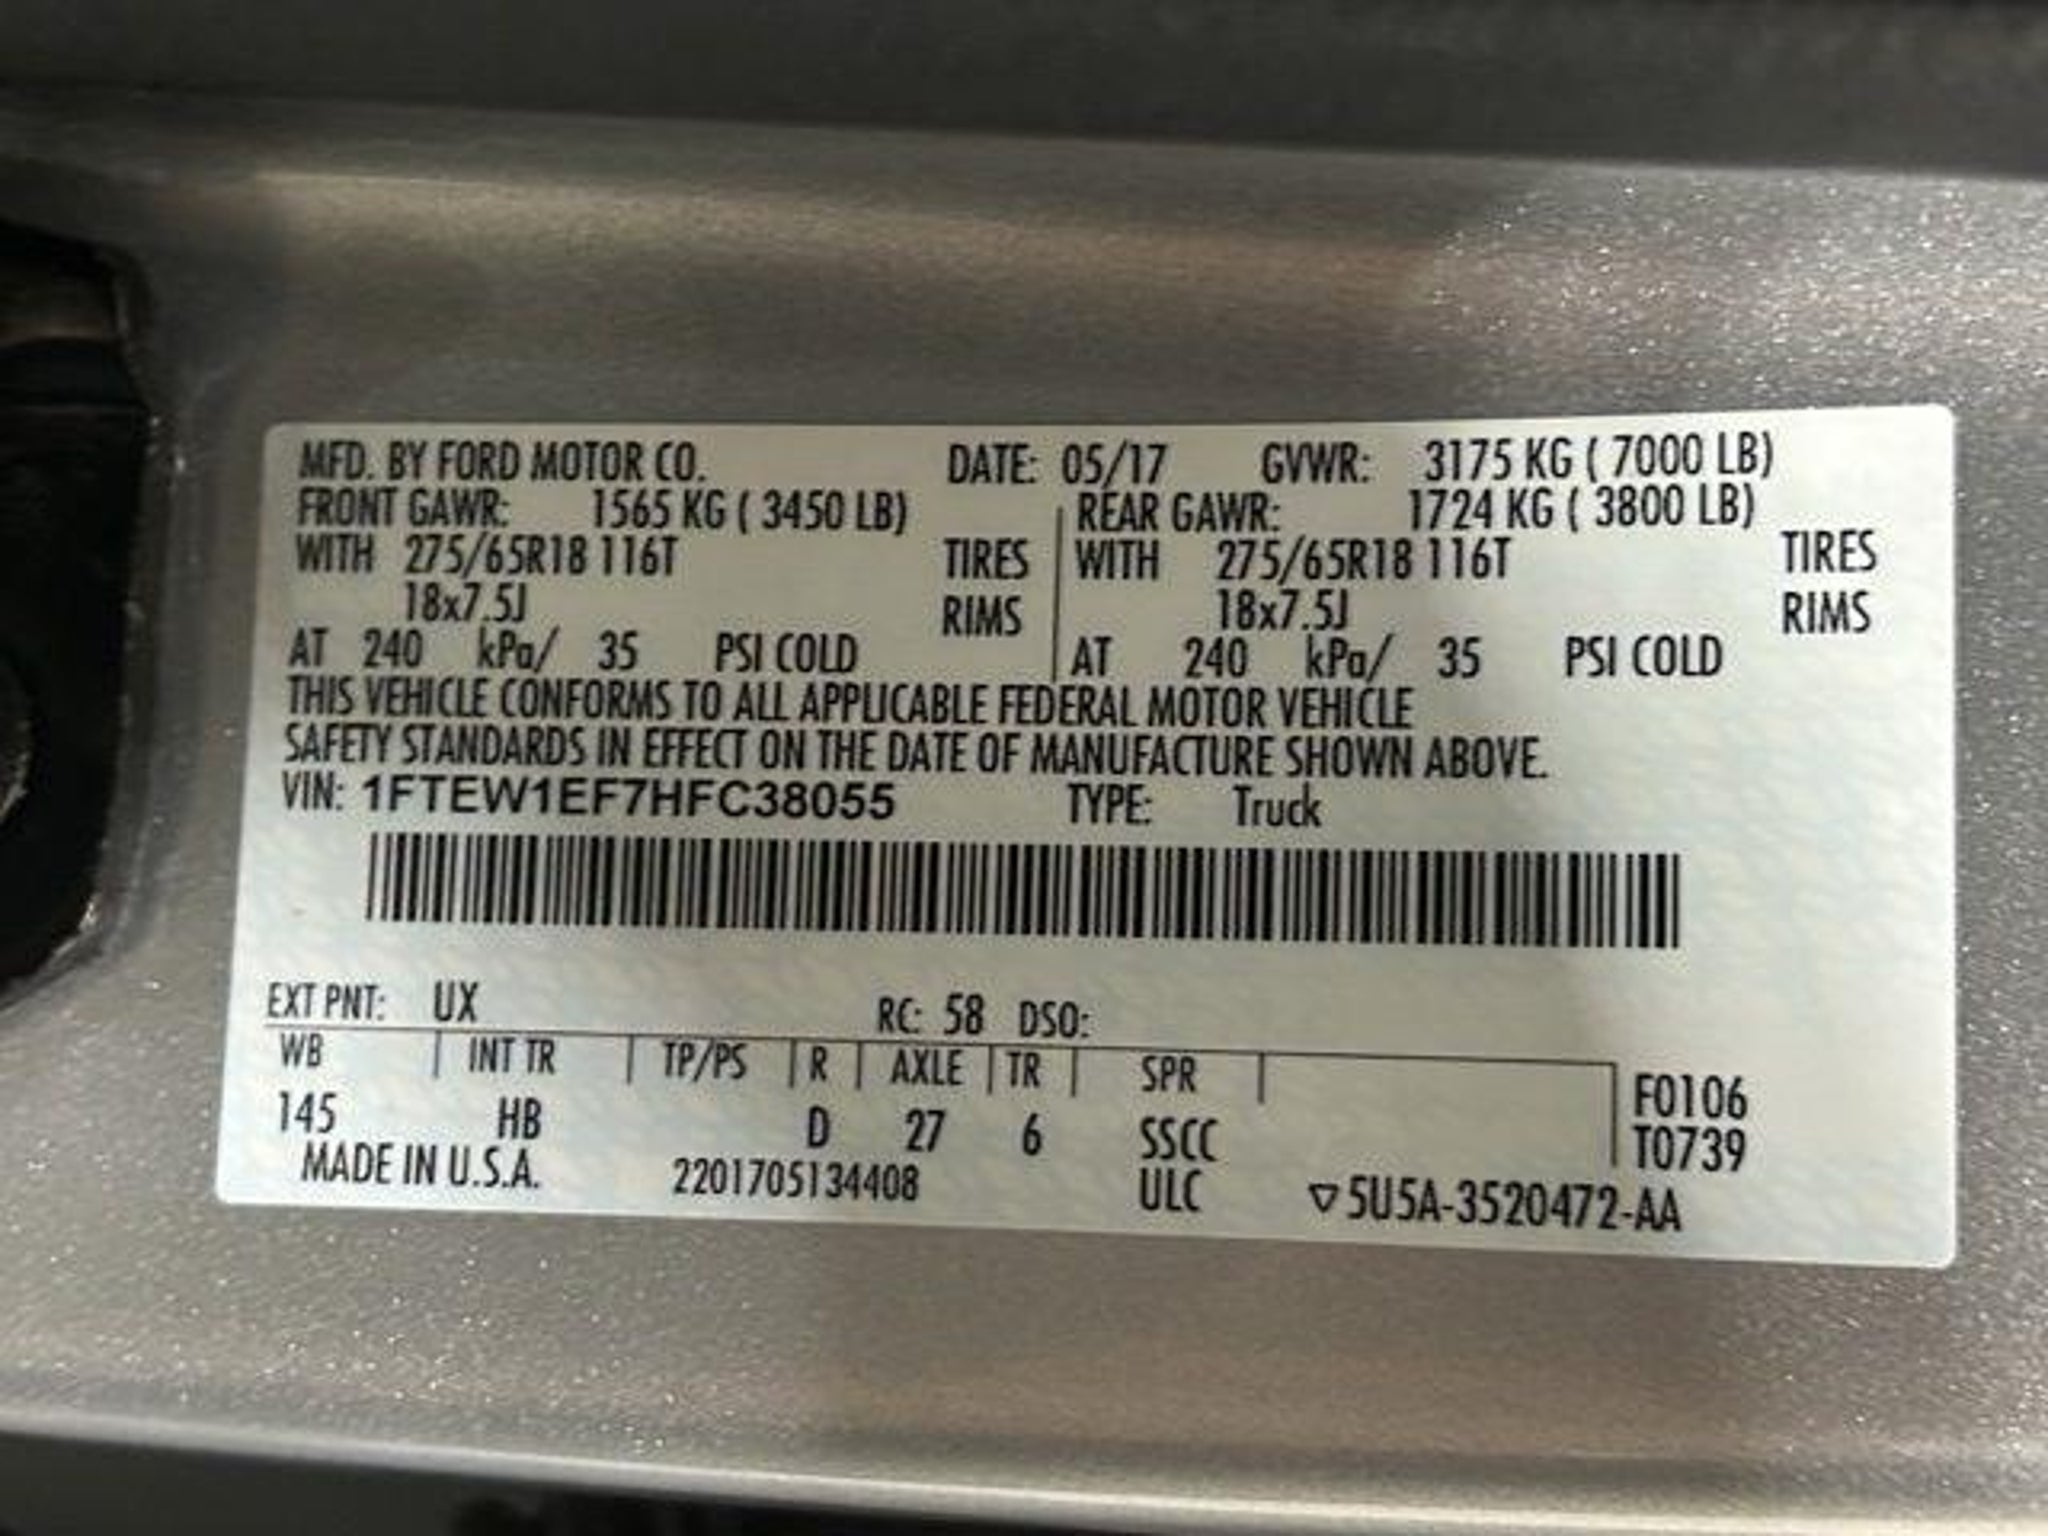 MFD. BY FORD MOTOR CO. DATE: 05/17 GVWR: 3175 KG ( 7000 LB)
FRONT GAWR: 1565 KG ( 3450 LB) REAR GAWR: 1724 KG ( 3800 LB)
WITH 275/65R18 116T TIRES WITH 275/65R18 116T TIRES
18x7.5J RIMS 18x7.5J RIMS
AT 240 kPa/ 35 PSI COLD AT 240 kPa/ 35 PSI COLD
THIS VEHICLE CONFORMS TO ALL APPLICABLE FEDERAL MOTOR VEHICLE
SAFETY STANDARDS IN EFFECT ON THE DATE OF MANUFACTURE SHOWN ABOVE.
VIN: 1FTEW1EF7HFC38055 TYPE: Truck
EXT PNT: UX RC: 58 DSO:
WB INT TR TP/PS R AXLE TR SPR F0106
145 HB D 27 6 SSCC T0739
MADE IN U.S.A. 2201705134408 ULC ▽5U5A-3520472-AA